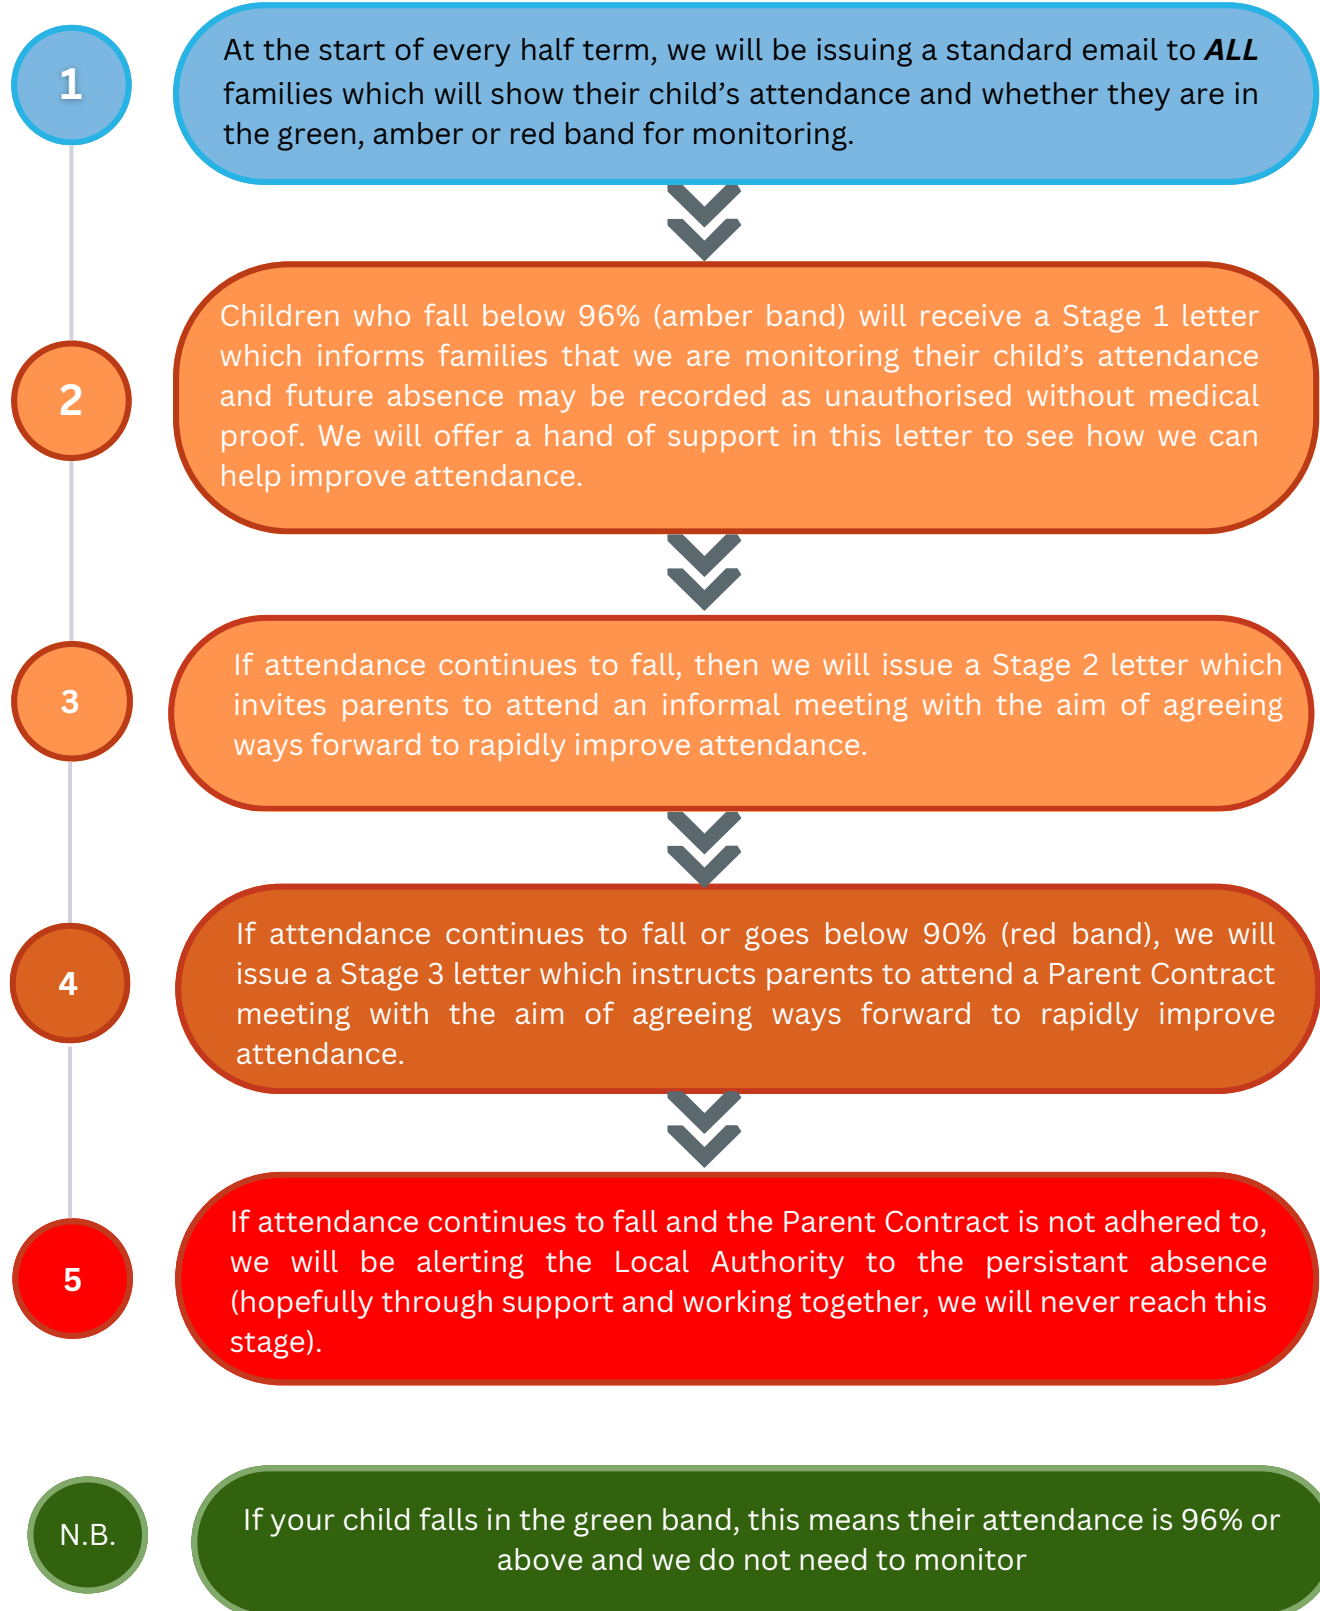 1
At the start of every half term, we will be issuing a standard email to ALL
families which will show their child’s attendance and whether they are in
the green, amber or red band for monitoring.
2
Children who fall below 96% (amber band) will receive a Stage 1 letter
which informs families that we are monitoring their child’s attendance
and future absence may be recorded as unauthorised without medical
proof. We will offer a hand of support in this letter to see how we can
help improve attendance.
3
If attendance continues to fall, then we will issue a Stage 2 letter which
invites parents to attend an informal meeting with the aim of agreeing
ways forward to rapidly improve attendance.
4
If attendance continues to fall or goes below 90% (red band), we will
issue a Stage 3 letter which instructs parents to attend a Parent Contract
meeting with the aim of agreeing ways forward to rapidly improve
attendance.
5
If attendance continues to fall and the Parent Contract is not adhered to,
we will be alerting the Local Authority to the persistant absence
(hopefully through support and working together, we will never reach this
stage).
N.B.
If your child falls in the green band, this means their attendance is 96% or
above and we do not need to monitor